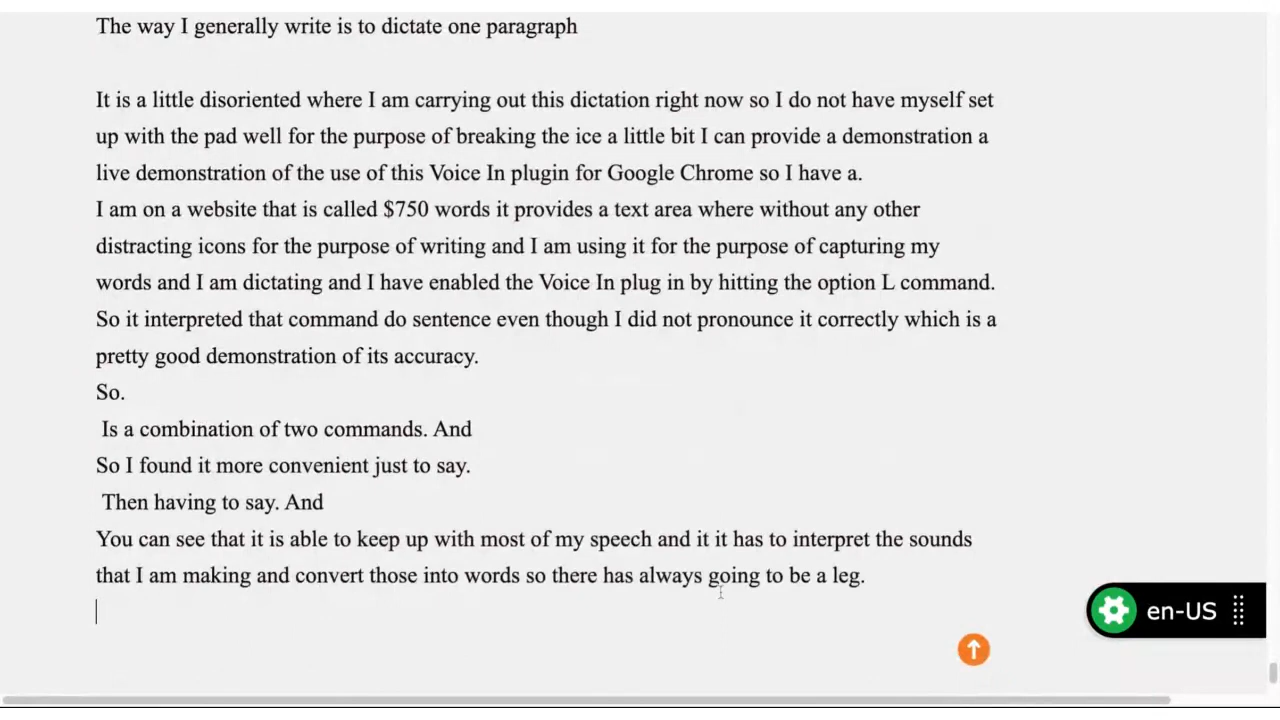 The way I generally write is to dictate one paragraph
It is a little disoriented where I am carrying out this dictation right now so I do not have myself set
up with the pad well for the purpose of breaking the ice a little bit I can provide a demonstration a
live demonstration of the use of this Voice In plugin for Google Chrome so I have a.
I am on a website that is called $750 words it provides a text area where without any other
distracting icons for the purpose of writing and I am using it for the purpose of capturing my
words and I am dictating and I have enabled the Voice In plug in by hitting the option L command.
So it interpreted that command do sentence even though I did not pronounce it correctly which is a
pretty good demonstration of its accuracy.
So.
Is a combination of two commands. And
So I found it more convenient just to say.
Then having to say. And
You can see that it is able to keep up with most of my speech and it it has to interpret the sounds
that I am making and convert those into words so there has always going to be a leg.
en-US